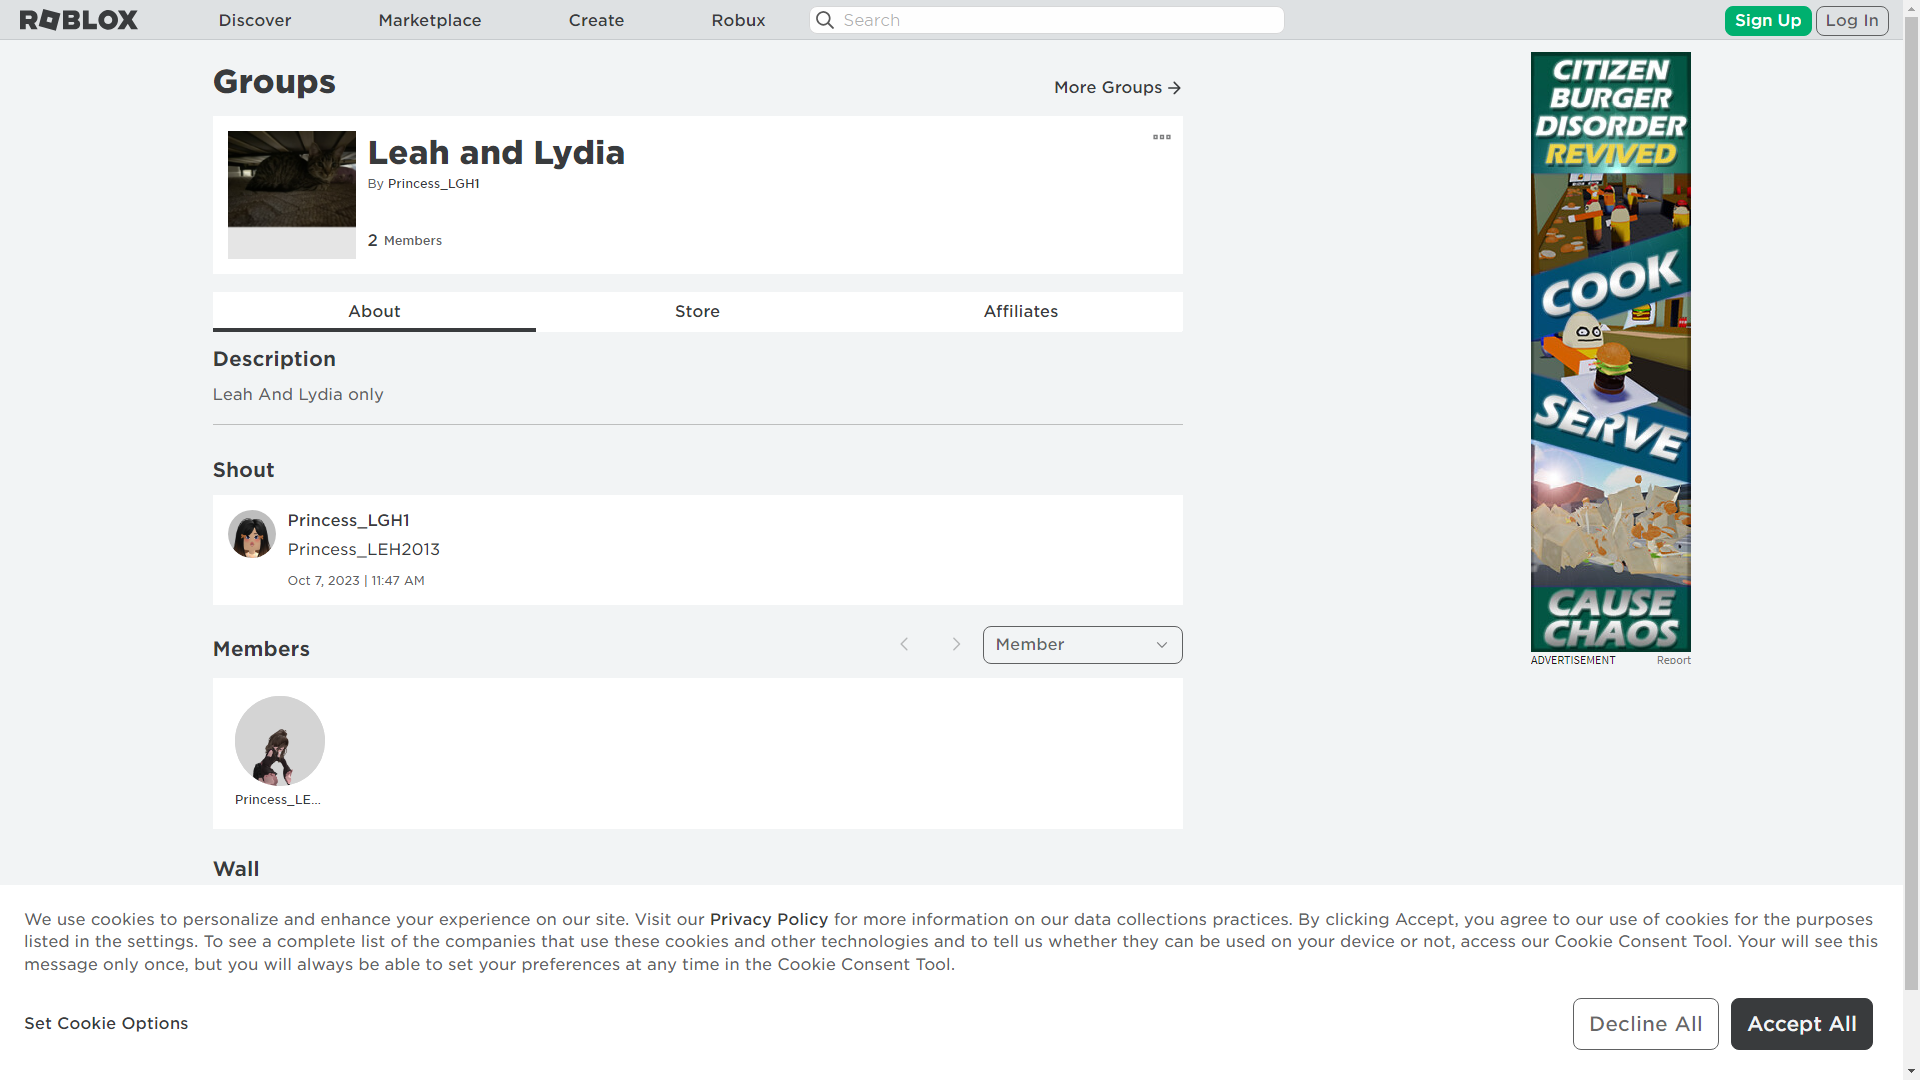 ROBLOX
Discover
Marketplace
Create
Robux
Search
Sign Up
Log In
Groups
More Groups
Leah and Lydia
By Princess_LGH1
2 Members
About
Store
Affiliates
Description
Leah And Lydia only
Shout
Princess_LGH1
Princess_LEH2013
Oct 7, 2023 | 11:47 AM
Members
Member
Princess_LE...
Wall
CITIZEN
BURGER
DISORDER
REVIVED
COOK
SERVE
CAUSE
CHAOS
ADVERTISEMENT
Report
We use cookies to personalize and enhance your experience on our site. Visit our Privacy Policy for more information on our data collections practices. By clicking Accept, you agree to our use of cookies for the purposes
listed in the settings. To see a complete list of the companies that use these cookies and other technologies and to tell us whether they can be used on your device or not, access our Cookie Consent Tool. Your will see this
message only once, but you will always be able to set your preferences at any time in the Cookie Consent Tool.
Set Cookie Options
Decline All
Accept All